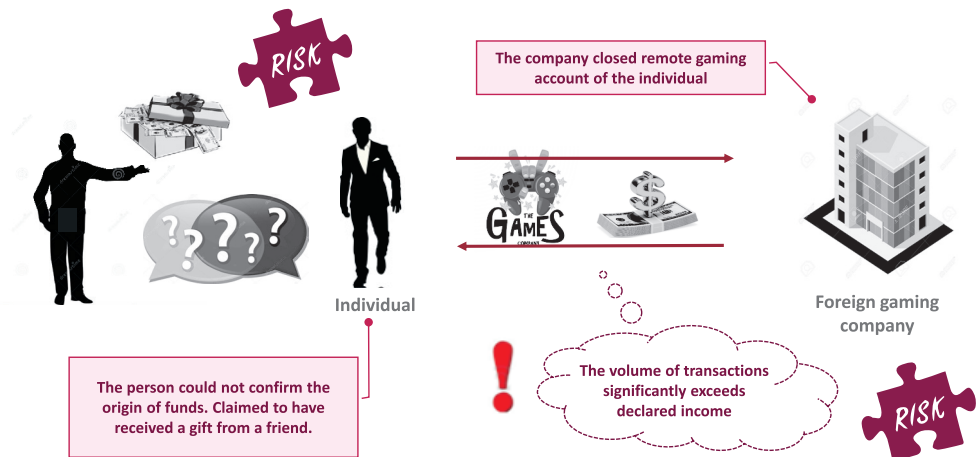 RISK
The company closed remote gaming
account of the individual
THE
GAMES
COMPANY
Individual
Foreign gaming
company
The person could not confirm the
origin of funds. Claimed to have
received a gift from a friend.
The volume of transactions
significantly exceeds
declared income
RISK